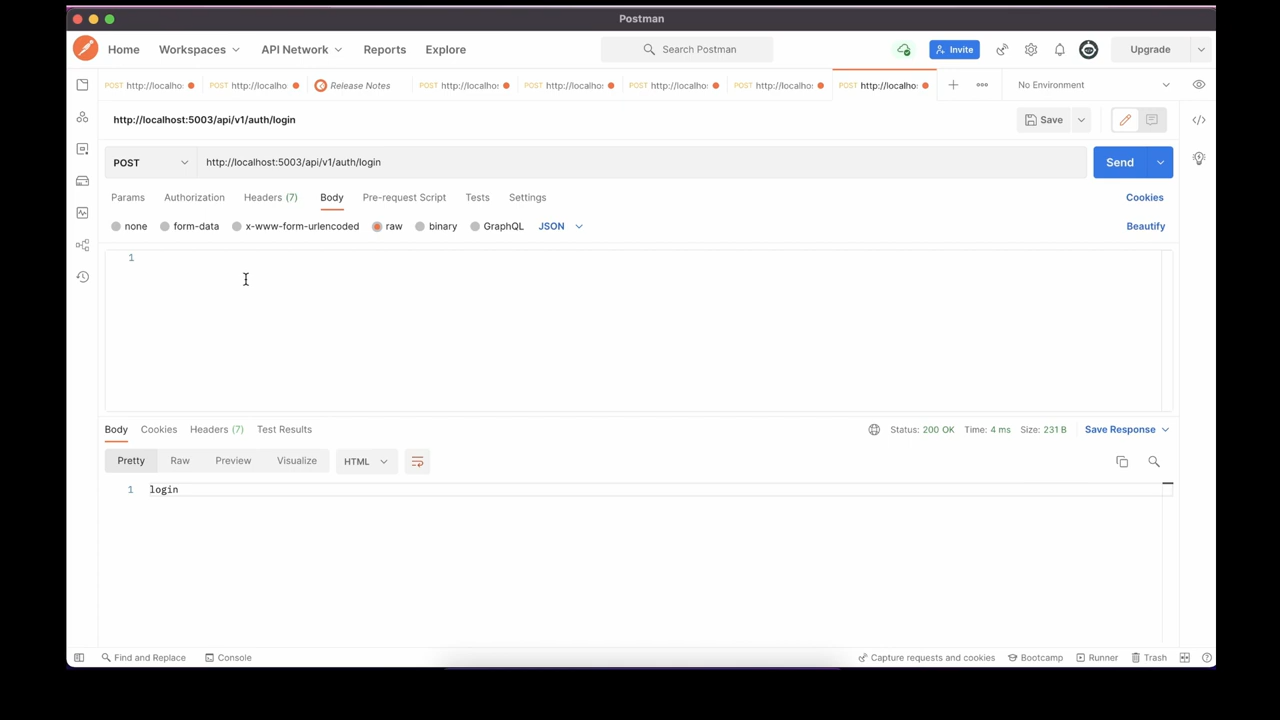 Postman
Home Workspaces API Network Reports Explore Search Postman Invite Upgrade
POST http://localho: POST http://localho Release Notes POST http://localhos POST http://localhos POST http://localhos POST http://localhos POST http://localhos No Environment
http://localhost:5003/api/v1/auth/login Save
POST http://localhost:5003/api/v1/auth/login Send
Params Authorization Headers (7) Body Pre-request Script Tests Settings Cookies
none form-data x-www-form-urlencoded raw binary GraphQL JSON Beautify
1
Body Cookies Headers (7) Test Results Status: 200 OK Time: 4 ms Size: 231 B Save Response
Pretty Raw Preview Visualize HTML
1 login
Find and Replace Console Capture requests and cookies Bootcamp Runner Trash